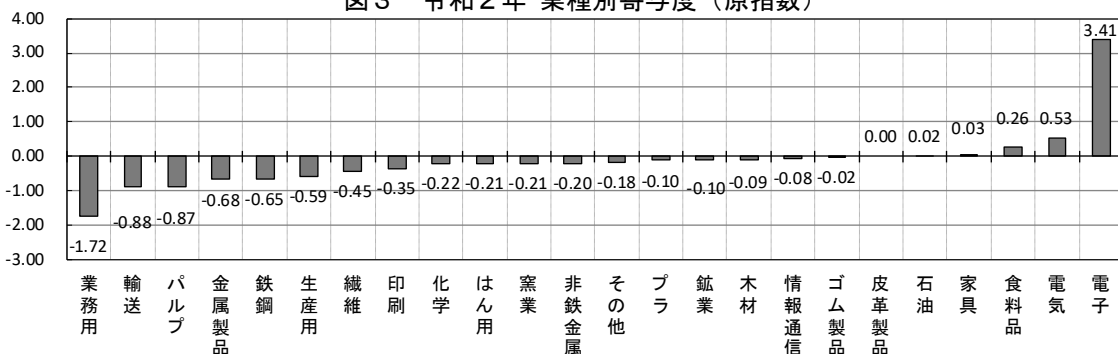 図3 令和2年 業種別寄与度（原指数）
4.00
3.00
2.00
1.00
0.00
-1.00
-2.00
-3.00
-1.72
-0.88
-0.87
-0.68
-0.65
-0.59
-0.45
-0.35
-0.22
-0.21
-0.21
-0.20
-0.18
-0.10
-0.10
-0.09
-0.08
-0.02
0.00
0.02
0.03
0.26
0.53
3.41
業務用
輸送
パルプ
金属製品
鉄鋼
生産用
繊維
印刷
化学
はん用
窯業
非鉄金属
その他
プラ
鉱業
木材
情報通信
ゴム製品
皮革製品
石油
家具
食料品
電気
電子